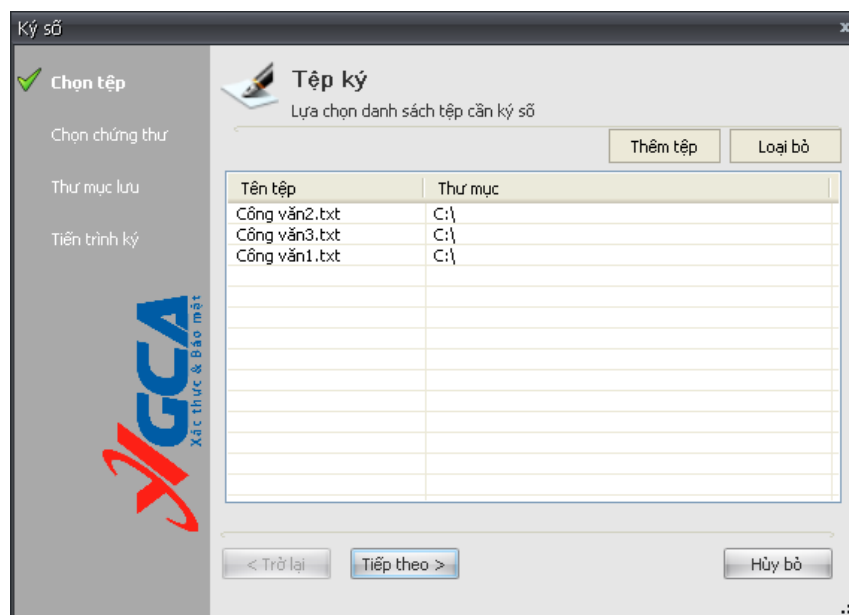 Ký số
Chọn tệp
Chọn chứng thư
Thư mục lưu
Tiến trình ký
VGCA
Xác thực & Bảo mật
Tệp ký
Lựa chọn danh sách tệp cần ký số
Thêm tệp Loại bỏ
Tên tệp Thư mục
Công văn2.txt C:\
Công văn3.txt C:\
Công văn1.txt C:\
< Trở lại Tiếp theo > Hủy bỏ